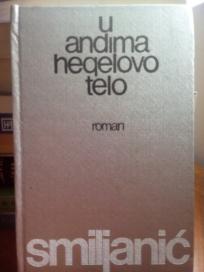 u
andima
hegelovo
telo
roman
smiljanić